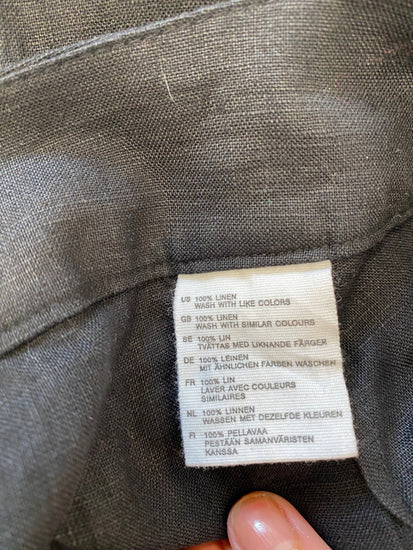 US 100% LINEN
WASH WITH LIKE COLORS
GB 100% LINEN
WASH WITH SIMILAR COLOURS
SE 100% LIN
TVÄTTAS MED LIKNANDE FÄRGER
DE 100% LEINEN
MIT ÄHNLICHEN FARBEN WASCHEN
FR 100% LIN
LAVER AVEC COULEURS
SIMILAIRES
NL 100% LINNEN
WASSEN MET DEZELFDE KLEUREN
FI 100% PELLAVAA
PESTÄÄN SAMANVÄRISTEN
KANSSA